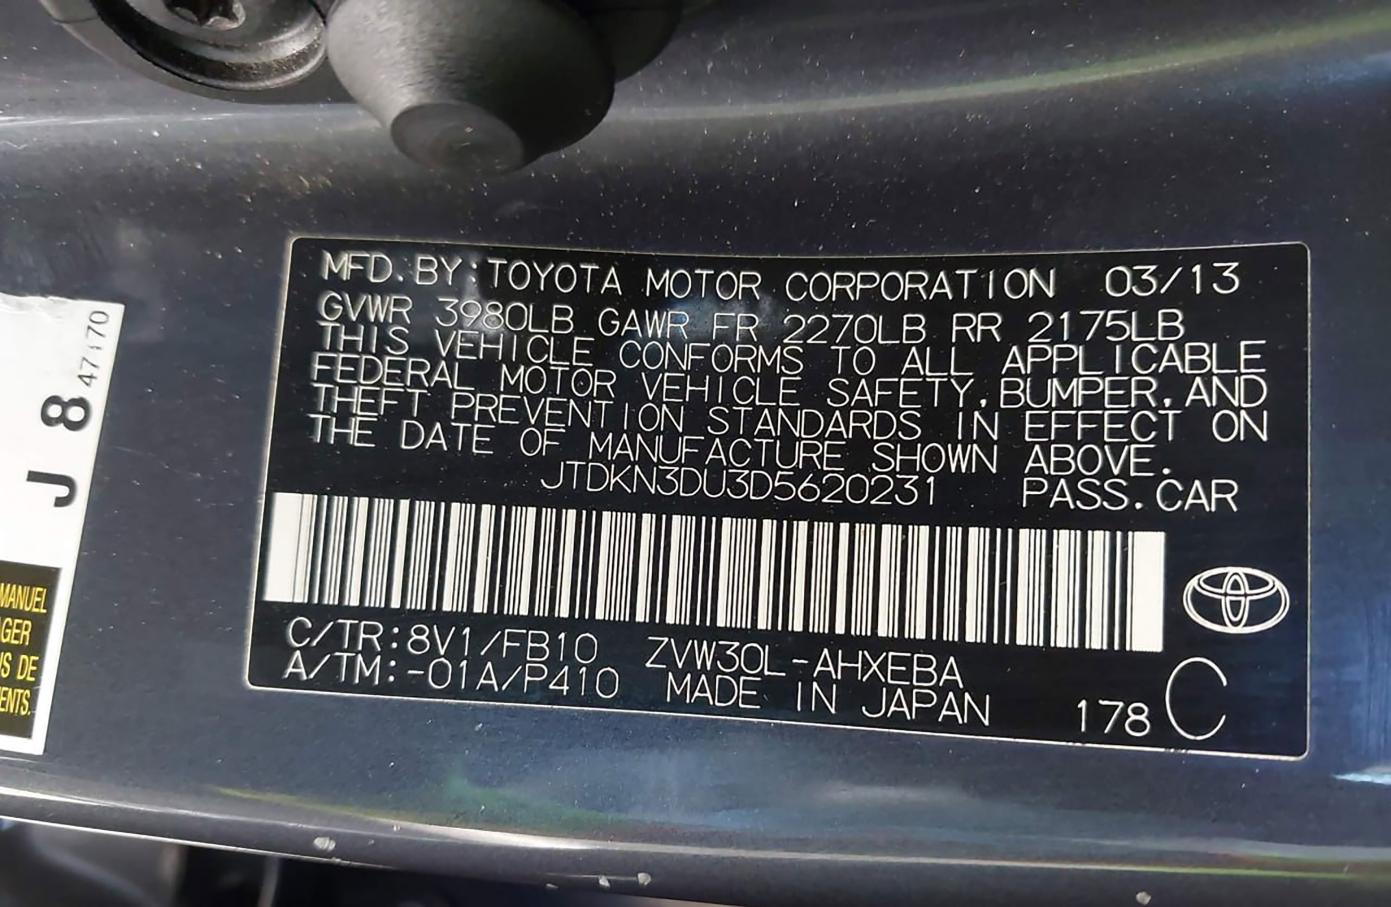 MFD. BY: TOYOTA MOTOR CORPORATION 03/13
GVWR 3980LB GAWR FR 2270LB RR 2175LB
THIS VEHICLE CONFORMS TO ALL APPLICABLE
FEDERAL MOTOR VEHICLE SAFETY, BUMPER, AND
THEFT PREVENTION STANDARDS IN EFFECT ON
THE DATE OF MANUFACTURE SHOWN ABOVE.
JTDKN3DU3D5620231 PASS. CAR
C/TR: 8V1/FB10 ZVW30L-AHXEBA
A/TM: -01A/P410 MADE IN JAPAN 178 C
J 8 47170
MANUEL
GER
S DE
ENTS.